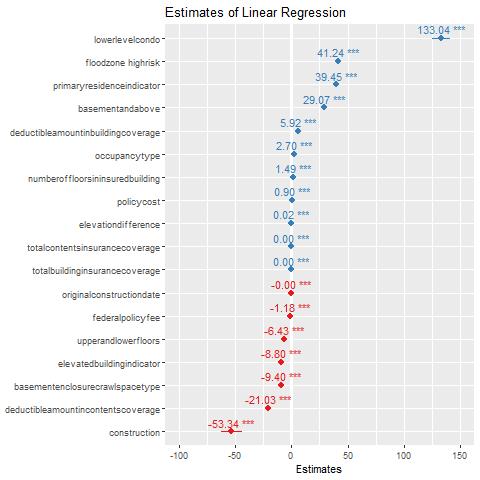 Estimates of Linear Regression
lowerlevelcondo
133.04 ***
floodzone highrisk
41.24 ***
primaryresidenceindicator
39.45 ***
basementandabove
29.07 ***
deductibleamountinbuildingcoverage
5.92 ***
occupancytype
2.70 ***
numberoffloorsininsuredbuilding
1.49 ***
policycost
0.90 ***
elevationdifference
0.02 ***
totalcontentsinsurancecoverage
0.00 ***
totalbuildinginsurancecoverage
0.00 ***
originalconstructiondate
-0.00 ***
federalpolicyfee
-1.18 ***
upperandlowerfloors
-6.43 ***
elevatedbuildingindicator
-8.80 ***
basementenclosurecrawlspacetype
-9.40 ***
deductibleamountincontentscoverage
-21.03 ***
construction
-53.34 ***
-100 -50 0 50 100 150
Estimates